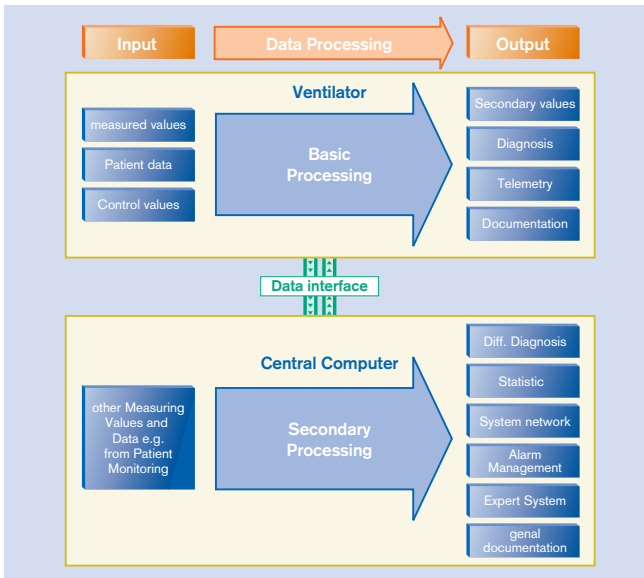 Input
Data Processing
Output
Ventilator
measured values
Patient data
Control values
Basic
Processing
Secondary values
Diagnosis
Telemetry
Documentation
Data interface
Central Computer
other Measuring
Values and
Data e.g.
from Patient
Monitoring
Secondary
Processing
Diff. Diagnosis
Statistic
System network
Alarm
Management
Expert System
genal
documentation